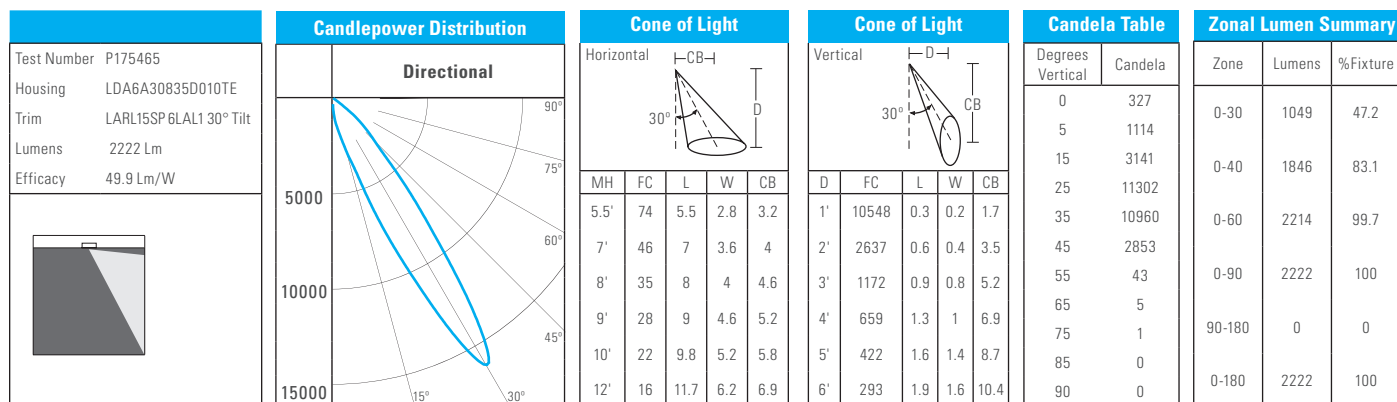 Test Number P175465
Housing LDA6A30835D010TE
Trim LARL15SP6LAL1 30° Tilt
Lumens 2222 Lm
Efficacy 49.9 Lm/W
Candlepower Distribution
Directional
90°
75°
5000
60°
10000
45°
15000
15°
30°
Cone of Light
Horizontal
CB
30°
D
MH FC L W CB
5.5' 74 5.5 2.8 3.2
7' 46 7 3.6 4
8' 35 8 4 4.6
9' 28 9 4.6 5.2
10' 22 9.8 5.2 5.8
12' 16 11.7 6.2 6.9
Cone of Light
Vertical
D
30°
CB
D FC L W CB
1' 10548 0.3 0.2 1.7
2' 2637 0.6 0.4 3.5
3' 1172 0.9 0.8 5.2
4' 659 1.3 1 6.9
5' 422 1.6 1.4 8.7
6' 293 1.9 1.6 10.4
Candela Table
Degrees
Vertical
Candela
0 327
5 1114
15 3141
25 11302
35 10960
45 2853
55 43
65 5
75 1
85 0
90 0
Zonal Lumen Summary
Zone Lumens %Fixture
0-30 1049 47.2
0-40 1846 83.1
0-60 2214 99.7
0-90 2222 100
90-180 0 0
0-180 2222 100